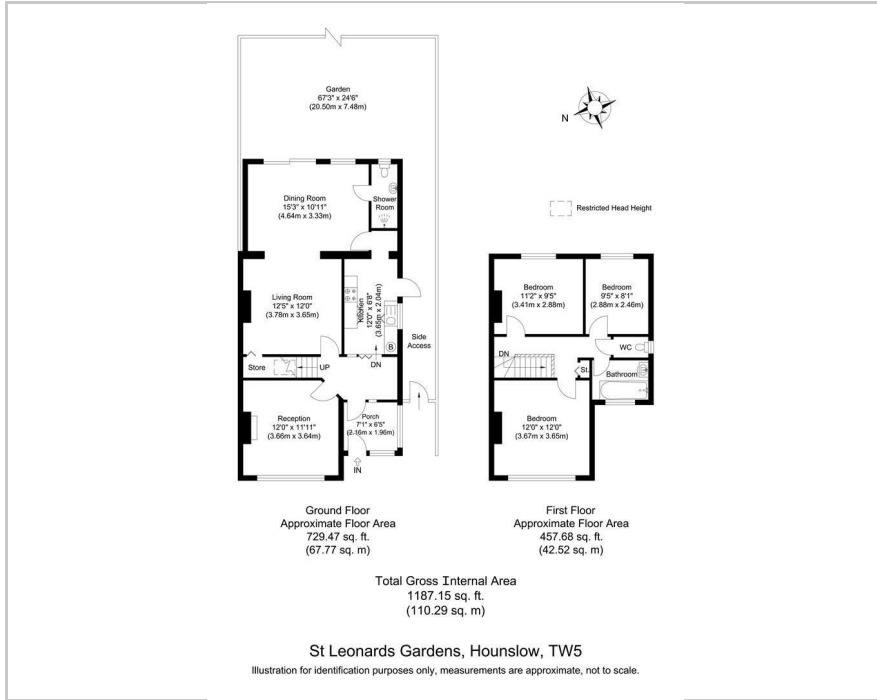 Garden
67'3" x 24'6"
(20.50m x 7.48m)
N
Dining Room
15'3" x 10'11"
(4.64m x 3.33m)
Shower
Room
Restricted Head Height
Living Room
12'5" x 12'0"
(3.78m x 3.65m)
Kitchen
12'0" x 6'8"
(3.65m x 2.04m)
B
Side
Access
Store
UP
DN
Reception
12'0" x 11'11"
(3.66m x 3.64m)
Porch
7'1" x 6'5"
(2.16m x 1.96m)
IN
Bedroom
11'2" x 9'5"
(3.41m x 2.88m)
Bedroom
9'5" x 8'1"
(2.88m x 2.46m)
DN
WC
St.
Bathroom
Bedroom
12'0" x 12'0"
(3.67m x 3.65m)
Ground Floor
Approximate Floor Area
729.47 sq. ft.
(67.77 sq. m)
First Floor
Approximate Floor Area
457.68 sq. ft.
(42.52 sq. m)
Total Gross Internal Area
1187.15 sq. ft.
(110.29 sq. m)
St Leonards Gardens, Hounslow, TW5
Illustration for identification purposes only, measurements are approximate, not to scale.